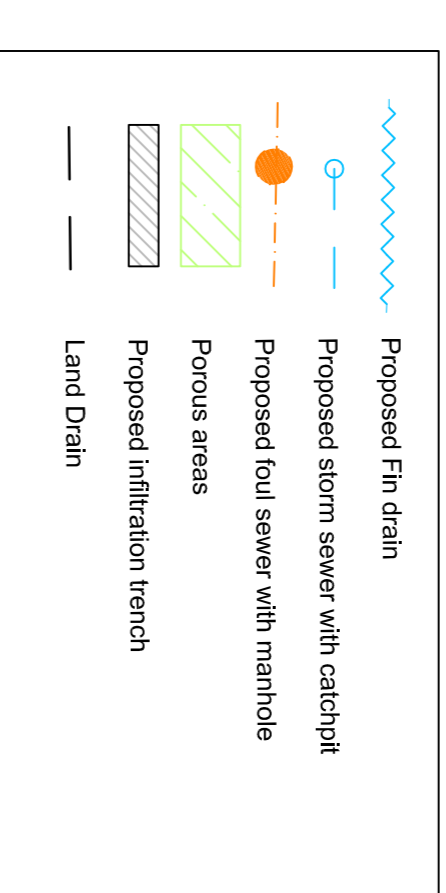 Proposed Fin drain
Proposed storm sewer with catchpit
Proposed foul sewer with manhole
Porous areas
Proposed infiltration trench
Land Drain